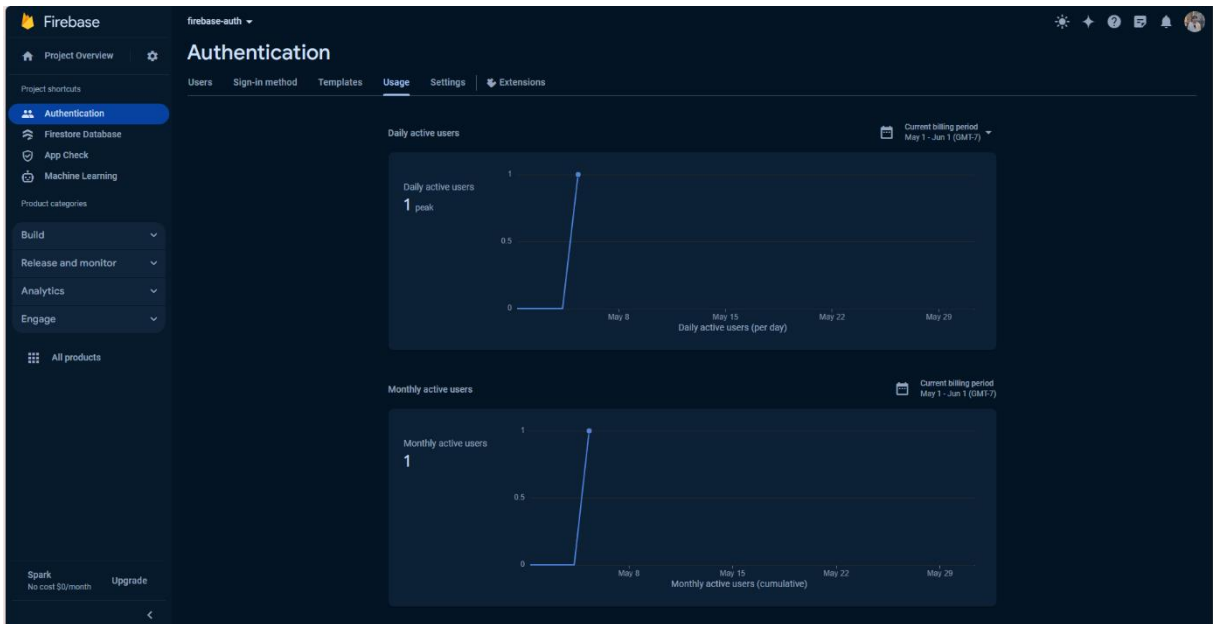 Firebase
Project Overview
Project shortcuts
Authentication
Firestore Database
App Check
Machine Learning
Product categories
Build
Release and monitor
Analytics
Engage
All products
Spark
No cost $0/month
Upgrade
firebase-auth
Authentication
Users Sign-in method Templates Usage Settings Extensions
Daily active users
Current billing period
May 1 - Jun 1 (GMT-7)
Daily active users
1 peak
1
0.5
0
May 8 May 15 May 22 May 29
Daily active users (per day)
Monthly active users
Current billing period
May 1 - Jun 1 (GMT-7)
Monthly active users
1
1
0.5
0
May 8 May 15 May 22 May 29
Monthly active users (cumulative)